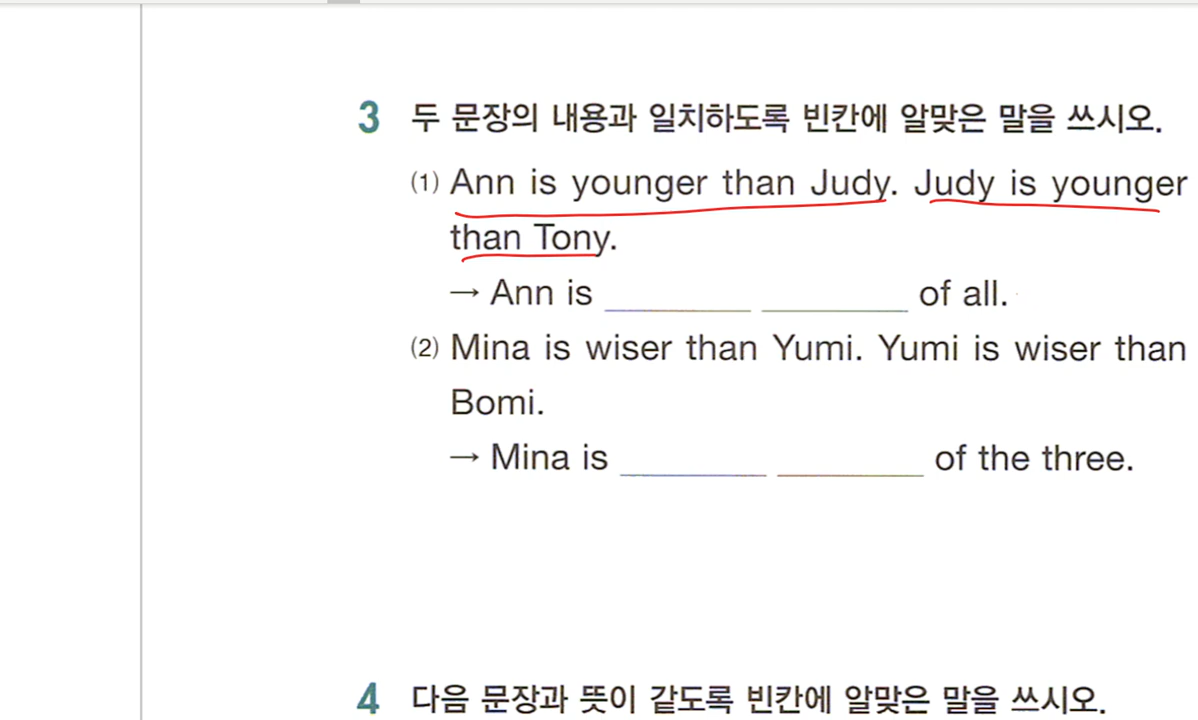 3 두 문장의 내용과 일치하도록 빈칸에 알맞은 말을 쓰시오.
(1) Ann is younger than Judy. Judy is younger
than Tony.
→ Ann is ________ ________ of all.
(2) Mina is wiser than Yumi. Yumi is wiser than
Bomi.
→ Mina is ________ ________ of the three.
4 다음 문장과 뜻이 같도록 빈칸에 알맞은 말을 쓰시오.